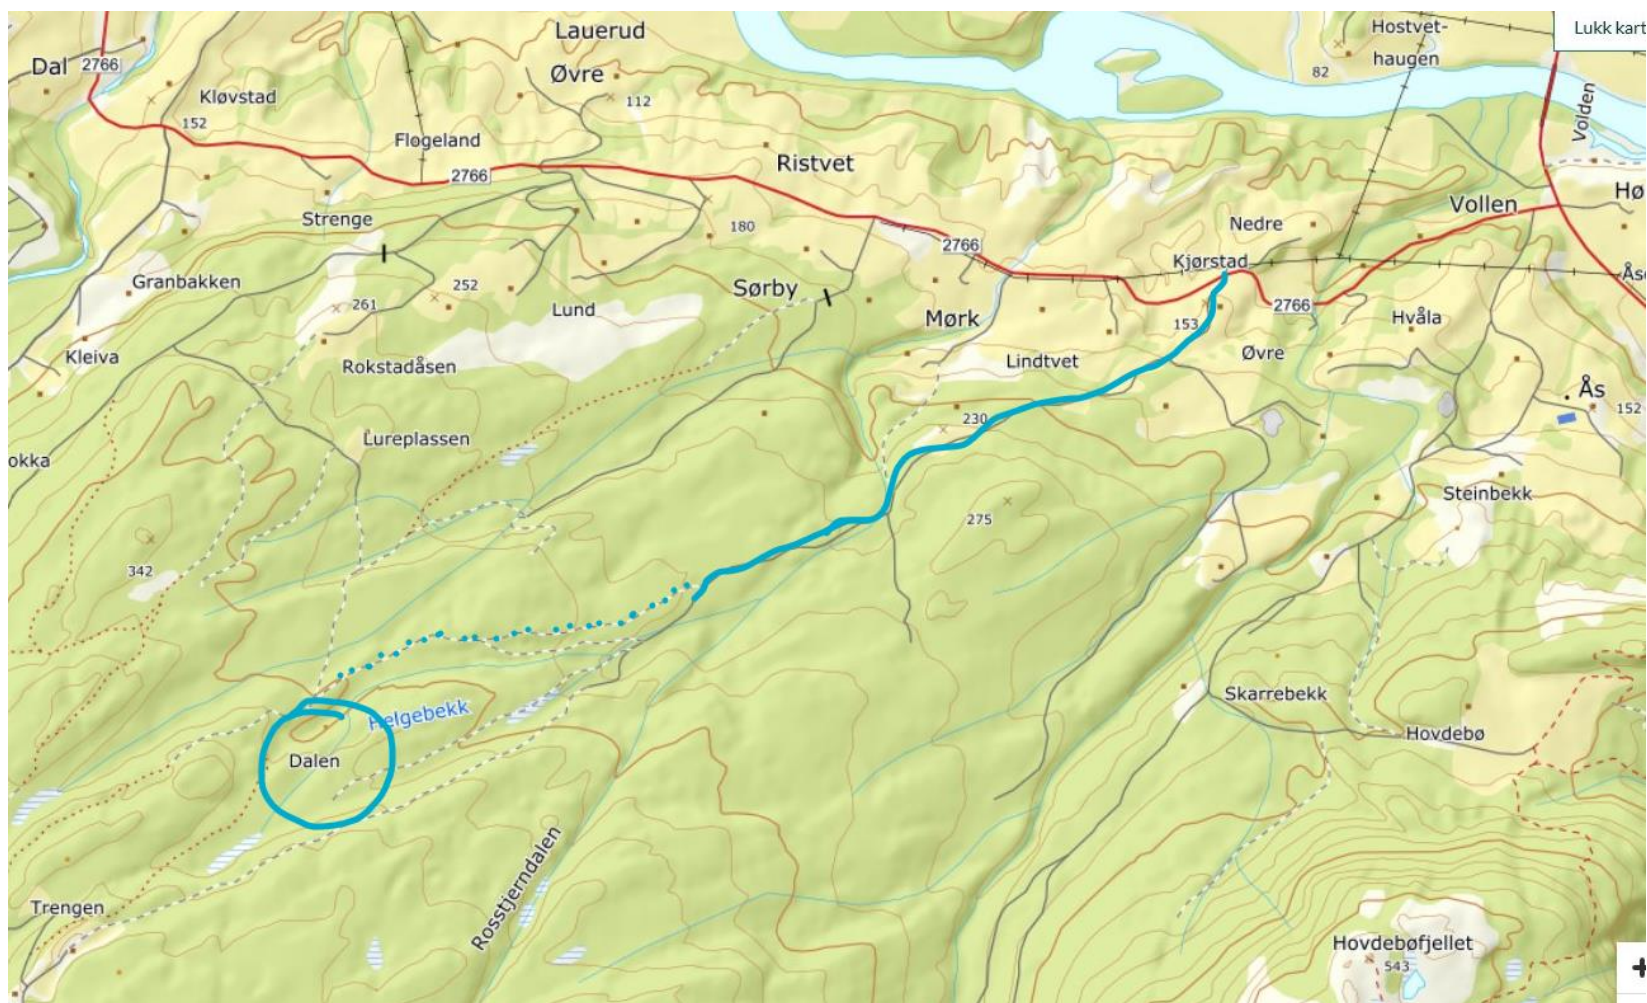 Lauerud
Hostvet-
haugen
Lukk kart
Dal
2766
Øvre
82
Kløvstad
112
Volden
152
Flogeland
Ristvet
2766
Hø
Vollen
Strenge
180
Nedre
2766
Kjørstad
Granbakken
252
Sørby
261
Lund
2766
Mørk
153
Hvåla
Kleiva
Rokstadåsen
Lindtvet
Øvre
Ås
152
230
Lureplassen
okka
Steinbekk
275
342
Skarrebekk
Helgebekk
Hovdebø
Dalen
Rosstjerndalen
Trengen
Hovdebøfjellet
543
+